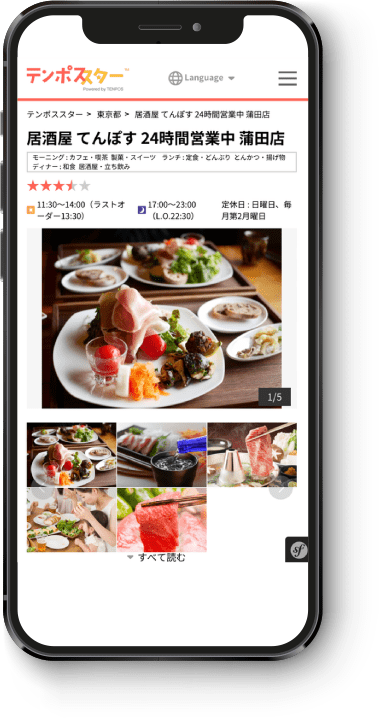 テンポススター™
Powered by TENPOS
Language
テンポススター > 東京都 > 居酒屋 てんぽす 24時間営業中 蒲田店
居酒屋 てんぽす 24時間営業中 蒲田店
モーニング : カフェ・喫茶 製菓・スイーツ ランチ : 定食・どんぶり とんかつ・揚げ物
ディナー : 和食 居酒屋・立ち飲み
11:30～14:00（ラストオ
ーダー13:30）
17:00～23:00
（L.O.22:30）
定休日 : 日曜日、毎
月第2月曜日
1/5
すべて読む
sf